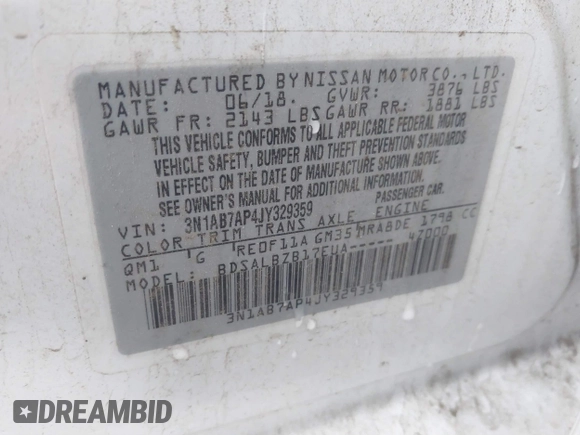 MANUFACTURED BY NISSAN MOTOR CO., LTD.
DATE: 06/18. GVWR: 3876 LBS
GAWR FR: 2143 LBS GAWR RR: 1881 LBS
THIS VEHICLE CONFORMS TO ALL APPLICABLE FEDERAL MOTOR
VEHICLE SAFETY, BUMPER AND THEFT PREVENTION STANDARDS
IN EFFECT ON THE DATE OF MANUFACTURE SHOWN ABOVE.
SEE OWNER'S MANUAL FOR ADDITIONAL INFORMATION
VIN: 3N1AB7AP4JY329359 PASSENGER CAR.
COLOR TRIM TRANS AXLE ENGINE
QM1 G RE0F11A GM35 MRA8DE 1798 CC
MODEL: BDSALBZB17EUA----- 47000
3N1AB7AP4JY329359
DREAMBID